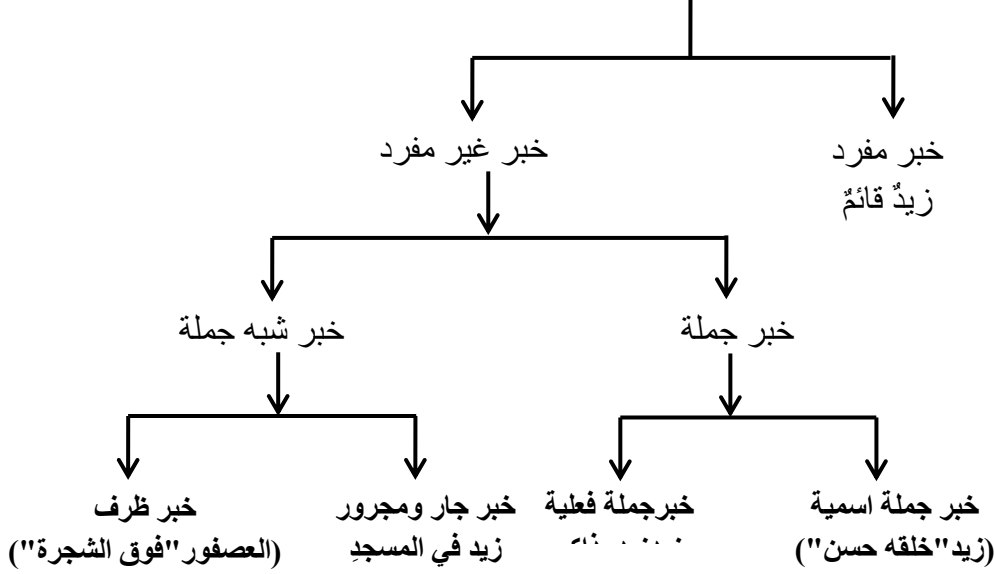 خبر مفرد
زيدٌ قائمٌ
خبر غير مفرد
خبر جملة
خبر شبه جملة
خبر جملة اسمية
(زيد"خلقه حسن")
خبرجملة فعلية
خبر جار ومجرور
زيد في المسجدِ
خبر ظرف
(العصفور"فوق الشجرة")